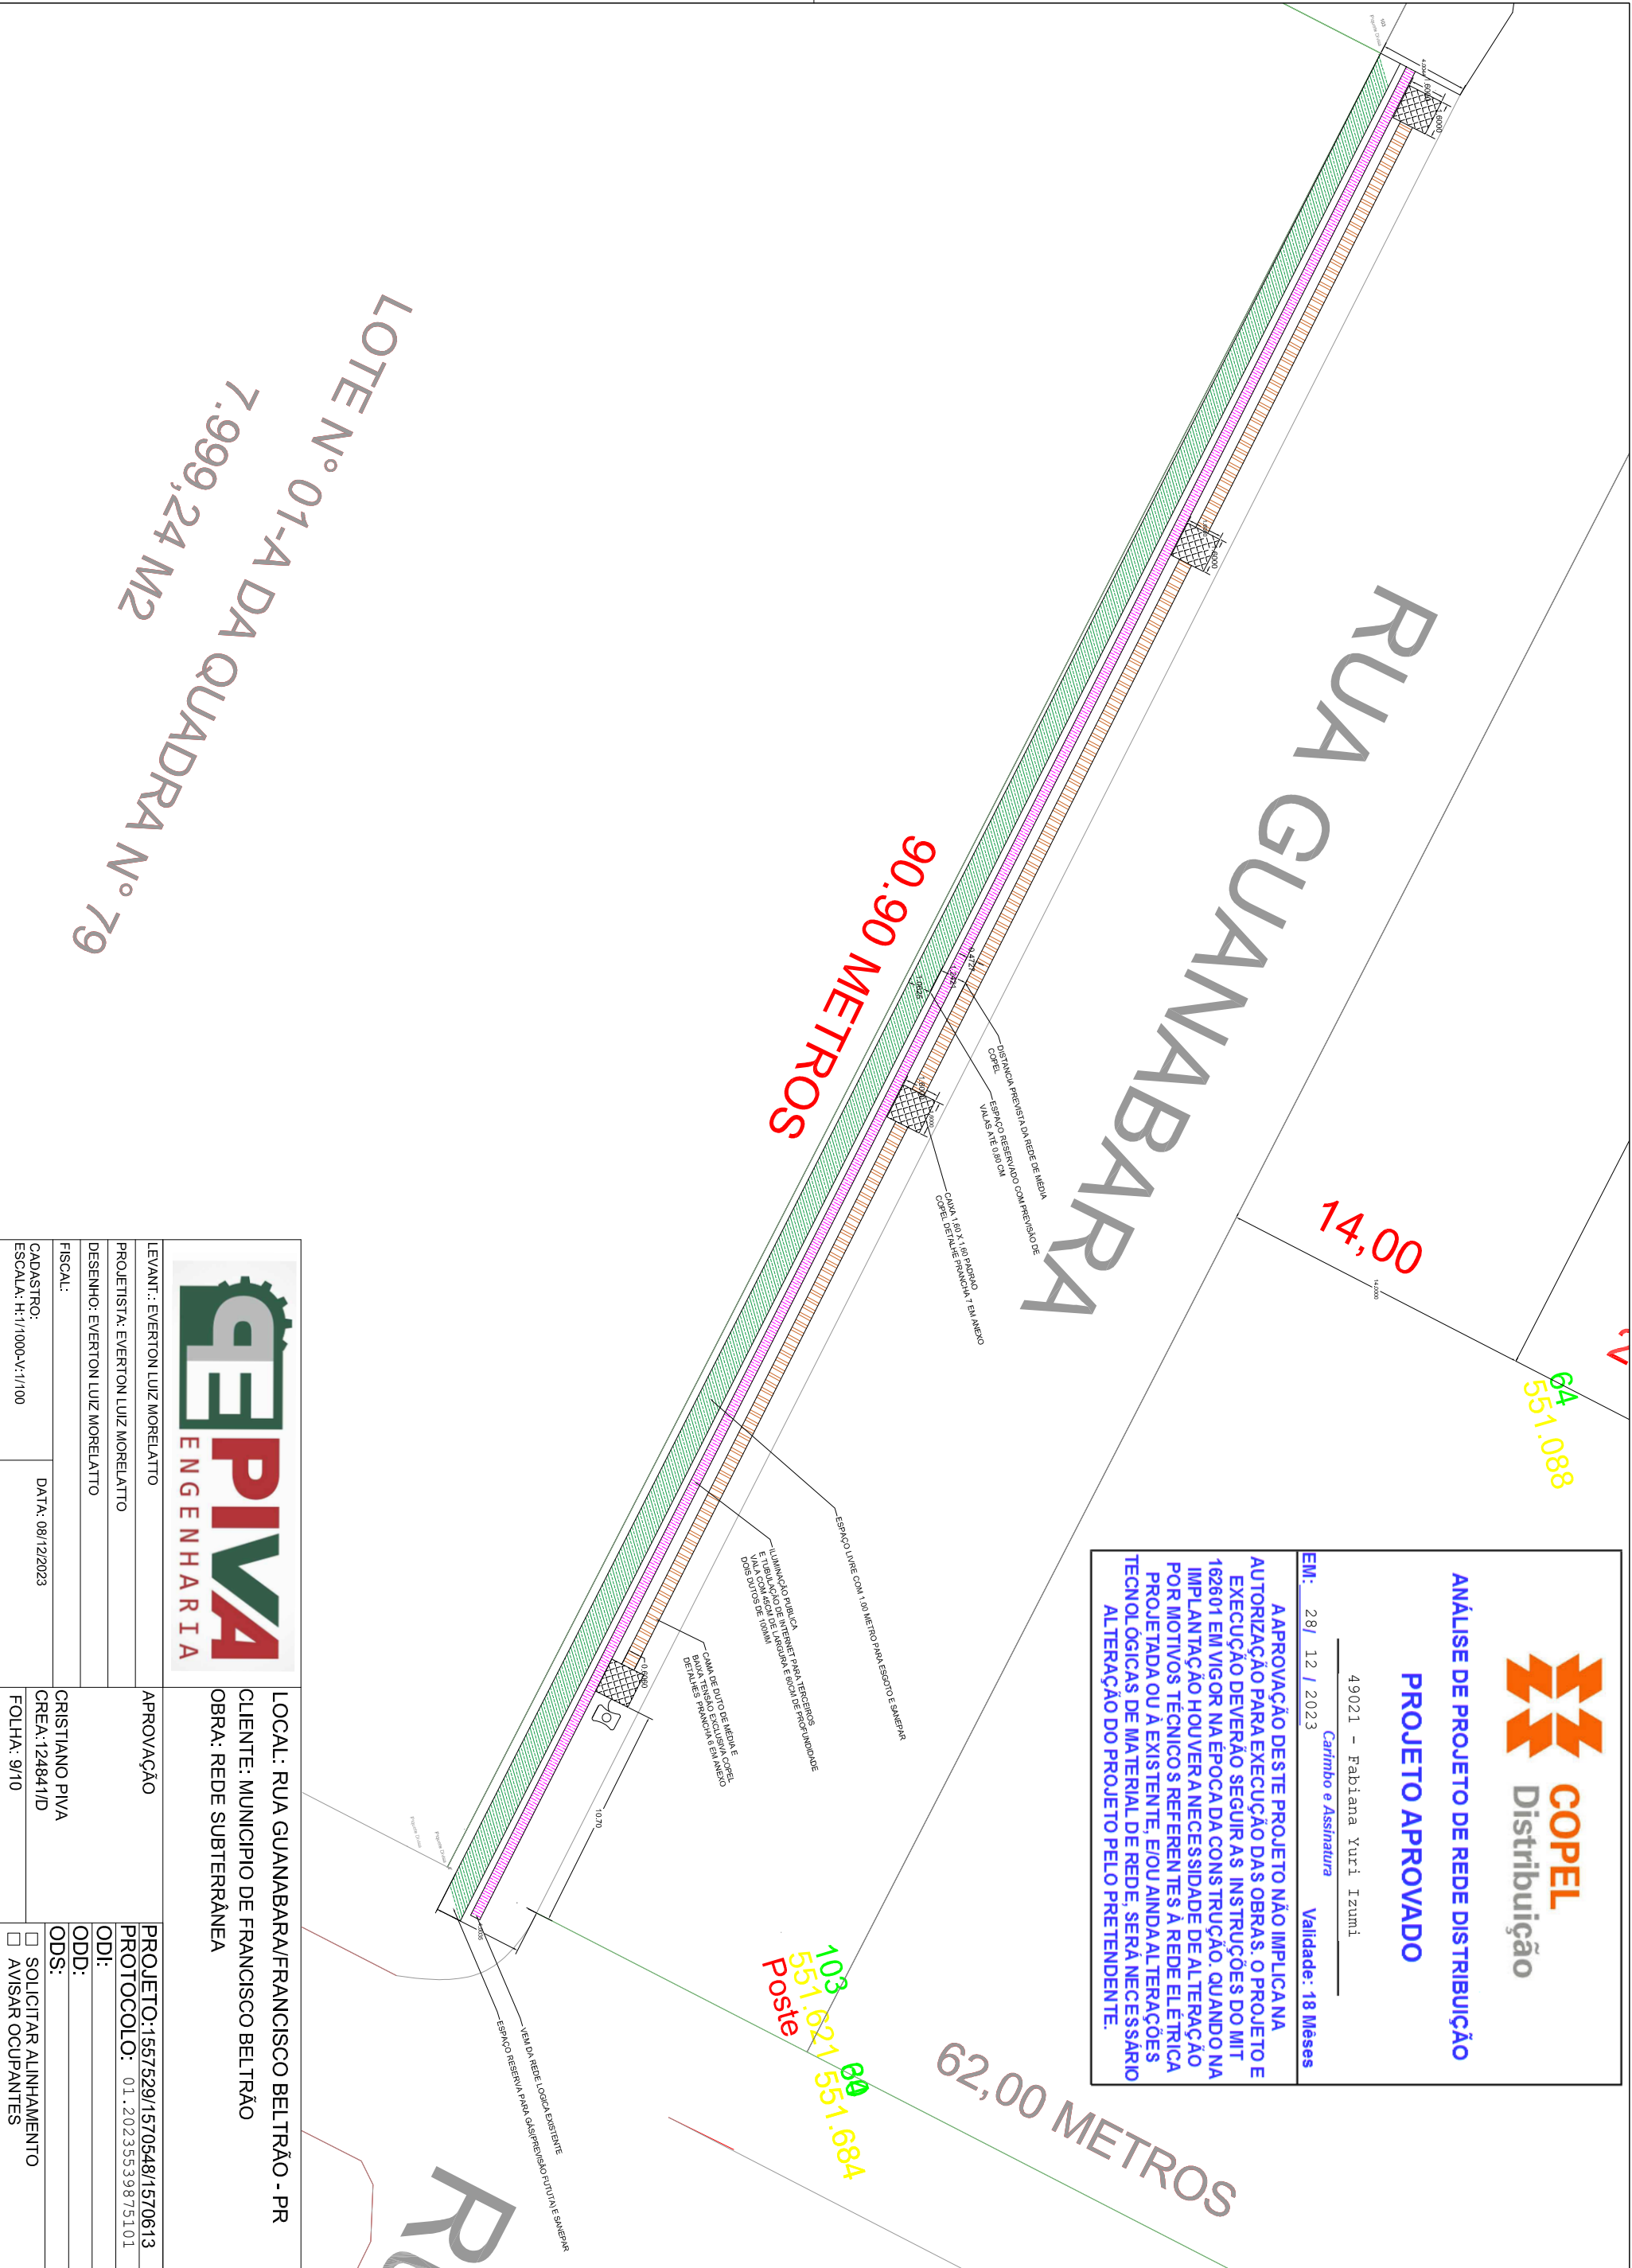 RUA GUANABARA
LOTE N° 01-A DA QUADRA N° 79
7.999,24 M2
90.90 METROS
14,00
14.0000
64
551.088
103
551.621
551.684
Poste
62,00 METROS
10.70
DISTANCIA PREVISTA DA REDE DE MÉDIA
COPEL
ESPAÇO RESERVADO COM PREVISÃO DE
VALAS ATÉ 0,80 CM
CAIXA 1,60 X 1,60 PADRAO
COPEL DETALHE PRANCHA 7 EM ANEXO
ESPAÇO LIVRE COM 1,00 METRO PARA ESGOTO E SANEPAR
ILUMINAÇÃO PUBLICA
E TUBULAÇÃO DE INTERNET PARA TERCEIROS
VALA COM 45CM DE LARGURA E 60CM DE PROFUNDIDADE
DOIS DUTOS DE 100MM
CAMA DE DUTO DE MÉDIA E
BAIXA TENSÃO EXCLUSIVA COPEL
DETALHES PRANCHA 8 EM ANEXO
VEM DA REDE LOGICA EXISTENTE
ESPAÇO RESERVA PARA GÁS(PREVISÃO FUTUTA) E SANEPAR
COPEL
Distribuição
ANÁLISE DE PROJETO DE REDE DISTRIBUIÇÃO
PROJETO APROVADO
49021 - Fabiana Yuri Izumi
Carimbo e Assinatura
EM: 28/ 12 / 2023
Validade: 18 Mêses
A APROVAÇÃO DESTE PROJETO NÃO IMPLICA NA
AUTORIZAÇÃO PARA EXECUÇÃO DAS OBRAS. O PROJETO E
EXECUÇÃO DEVERÃO SEGUIR AS INSTRUÇÕES DO MIT
162601 EM VIGOR NA ÉPOCA DA CONSTRUÇÃO. QUANDO NA
IMPLANTAÇÃO HOUVER A NECESSIDADE DE ALTERAÇÃO
POR MOTIVOS TÉCNICOS REFERENTES À REDE ELÉTRICA
PROJETADA OU À EXISTENTE, E/OU AINDA ALTERAÇÕES
TECNOLÓGICAS DE MATERIAL DE REDE, SERÁ NECESSÁRIO
ALTERAÇÃO DO PROJETO PELO PRETENDENTE.
PE PIVA
ENGENHARIA
LOCAL: RUA GUANABARA/FRANCISCO BELTRÃO - PR
CLIENTE: MUNICIPIO DE FRANCISCO BELTRÃO
OBRA: REDE SUBTERRÂNEA
LEVANT.: EVERTON LUIZ MORELATTO
PROJETISTA: EVERTON LUIZ MORELATTO
DESENHO: EVERTON LUIZ MORELATTO
FISCAL:
CADASTRO:
ESCALA: H:1/1000-V:1/100
DATA: 08/12/2023
APROVAÇÃO
CRISTIANO PIVA
CREA:124841/D
FOLHA: 9/10
PROJETO:1557529/1570548/1570613
PROTOCOLO: 01.20235539875101
ODI:
ODD:
ODS:
SOLICITAR ALINHAMENTO
AVISAR OCUPANTES